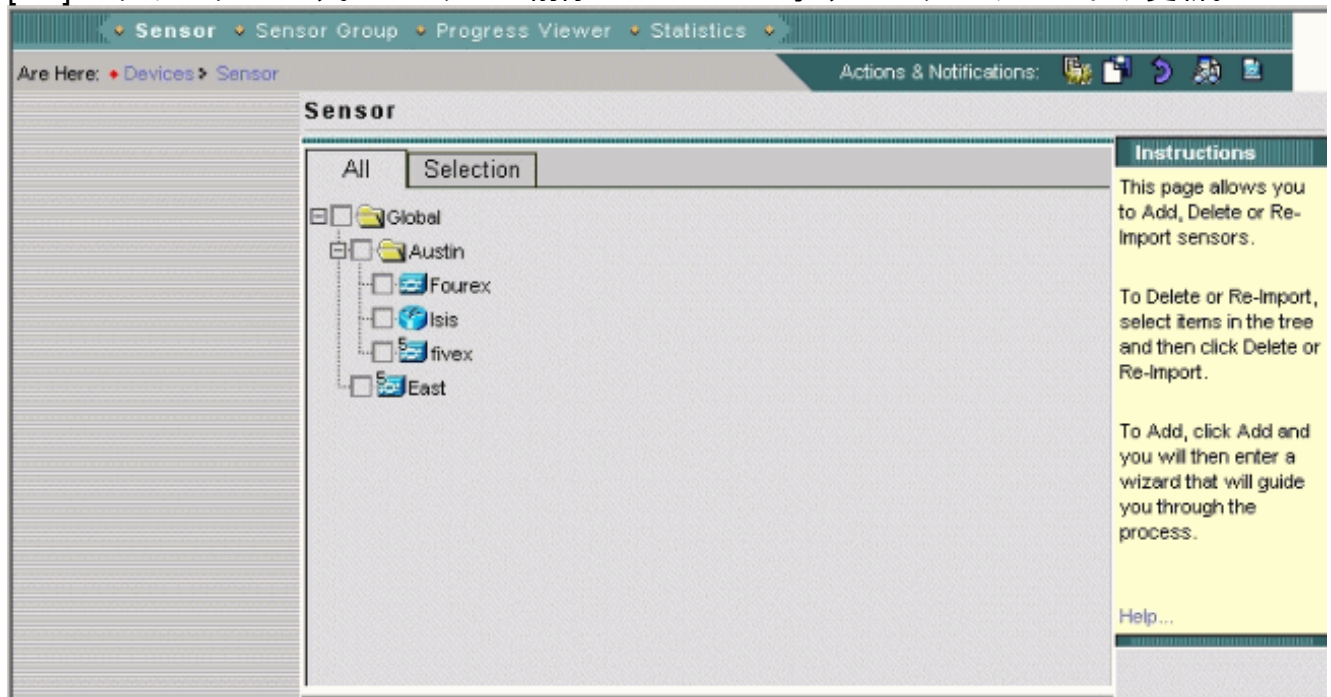 Sensor Sensor Group Progress Viewer Statistics
Are Here: Devices > Sensor
Actions & Notifications:
Sensor
All Selection
Global
Austin
Fourex
Isis
fivex
East
Instructions
This page allows you
to Add, Delete or Re-
Import sensors.
To Delete or Re-Import,
select items in the tree
and then click Delete or
Re-Import.
To Add, click Add and
you will then enter a
wizard that will guide
you through the
process.
Help...